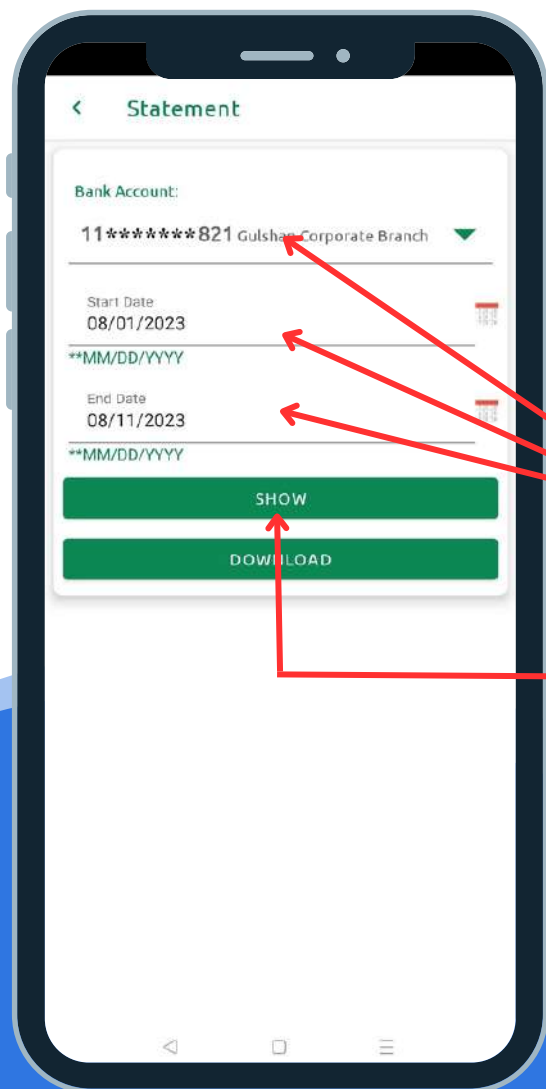 Statement
Bank Account:
11*******821 Gulshan Corporate Branch
Start Date
08/01/2023
**MM/DD/YYYY
End Date
08/11/2023
**MM/DD/YYYY
SHOW
DOWNLOAD